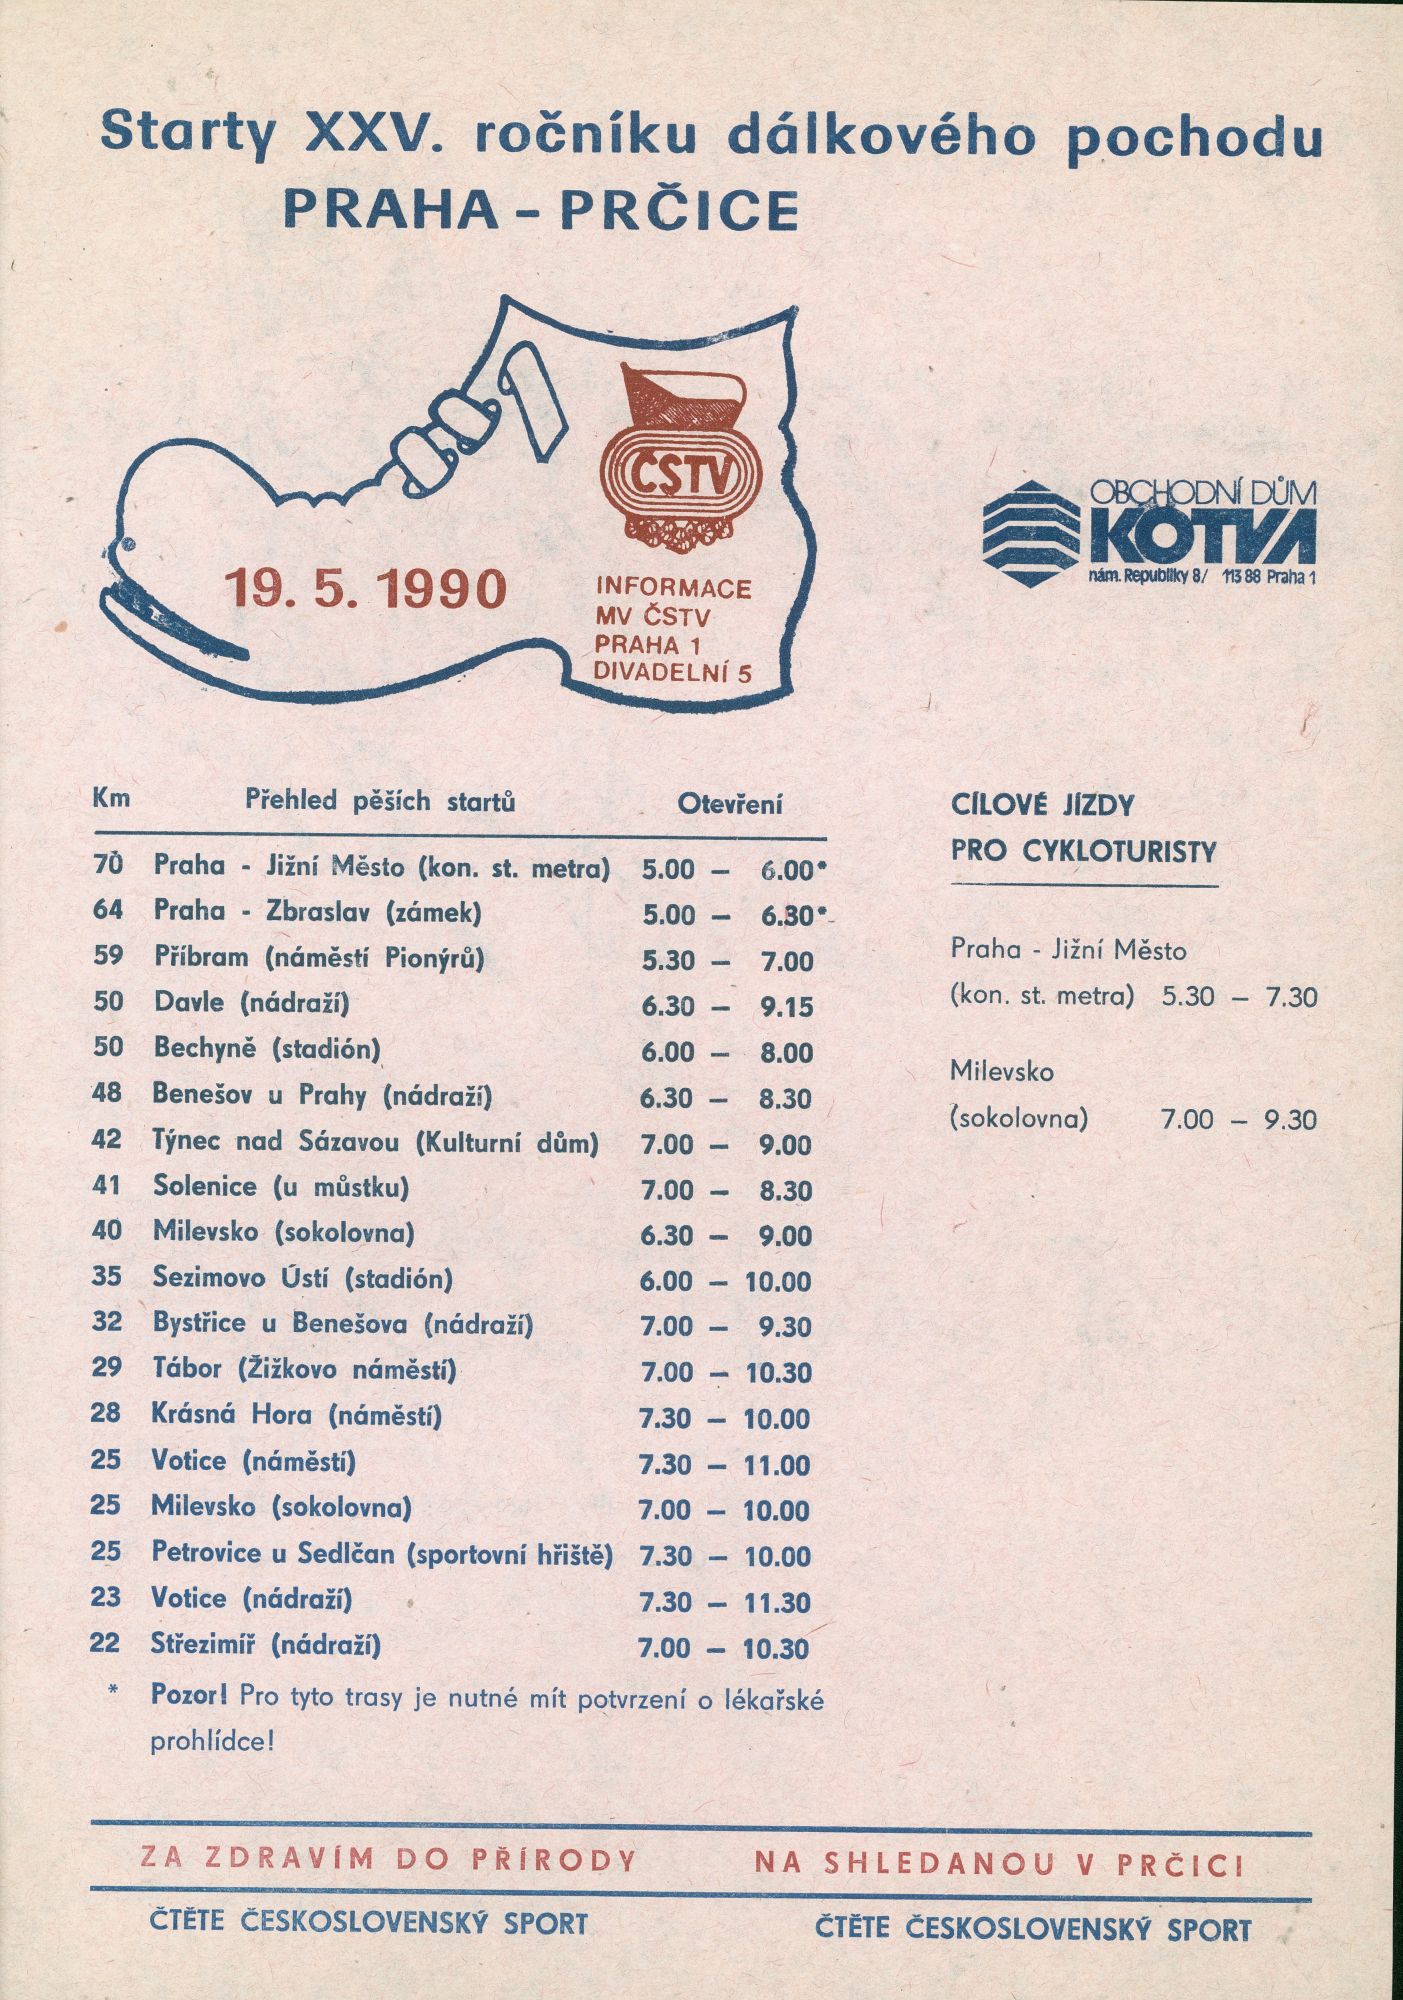 Starty XXV. ročníku dálkového pochodu
PRAHA - PRČICE
ČSTV
19. 5. 1990
INFORMACE
MV ČSTV
PRAHA 1
DIVADELNÍ 5
OBCHODNÍ DŮM
KOTVA
nám. Republiky 8/ 113 88 Praha 1
Km Přehled pěších startů Otevření
70 Praha - Jižní Město (kon. st. metra) 5.00 — 6.00*
64 Praha - Zbraslav (zámek) 5.00 — 6.30*
59 Příbram (náměstí Pionýrů) 5.30 — 7.00
50 Davle (nádraží) 6.30 — 9.15
50 Bechyně (stadión) 6.00 — 8.00
48 Benešov u Prahy (nádraží) 6.30 — 8.30
42 Týnec nad Sázavou (Kulturní dům) 7.00 — 9.00
41 Solenice (u můstku) 7.00 — 8.30
40 Milevsko (sokolovna) 6.30 — 9.00
35 Sezimovo Ústí (stadión) 6.00 — 10.00
32 Bystřice u Benešova (nádraží) 7.00 — 9.30
29 Tábor (Žižkovo náměstí) 7.00 — 10.30
28 Krásná Hora (náměstí) 7.30 — 10.00
25 Votice (náměstí) 7.30 — 11.00
25 Milevsko (sokolovna) 7.00 — 10.00
25 Petrovice u Sedlčan (sportovní hřiště) 7.30 — 10.00
23 Votice (nádraží) 7.30 — 11.30
22 Střezimíř (nádraží) 7.00 — 10.30
* Pozor! Pro tyto trasy je nutné mít potvrzení o lékařské
prohlídce!
CÍLOVÉ JÍZDY
PRO CYKLOTURISTY
Praha - Jižní Město
(kon. st. metra) 5.30 — 7.30
Milevsko
(sokolovna) 7.00 — 9.30
ZA ZDRAVÍM DO PŘÍRODY NA SHLEDANOU V PRČICI
ČTĚTE ČESKOSLOVENSKÝ SPORT ČTĚTE ČESKOSLOVENSKÝ SPORT